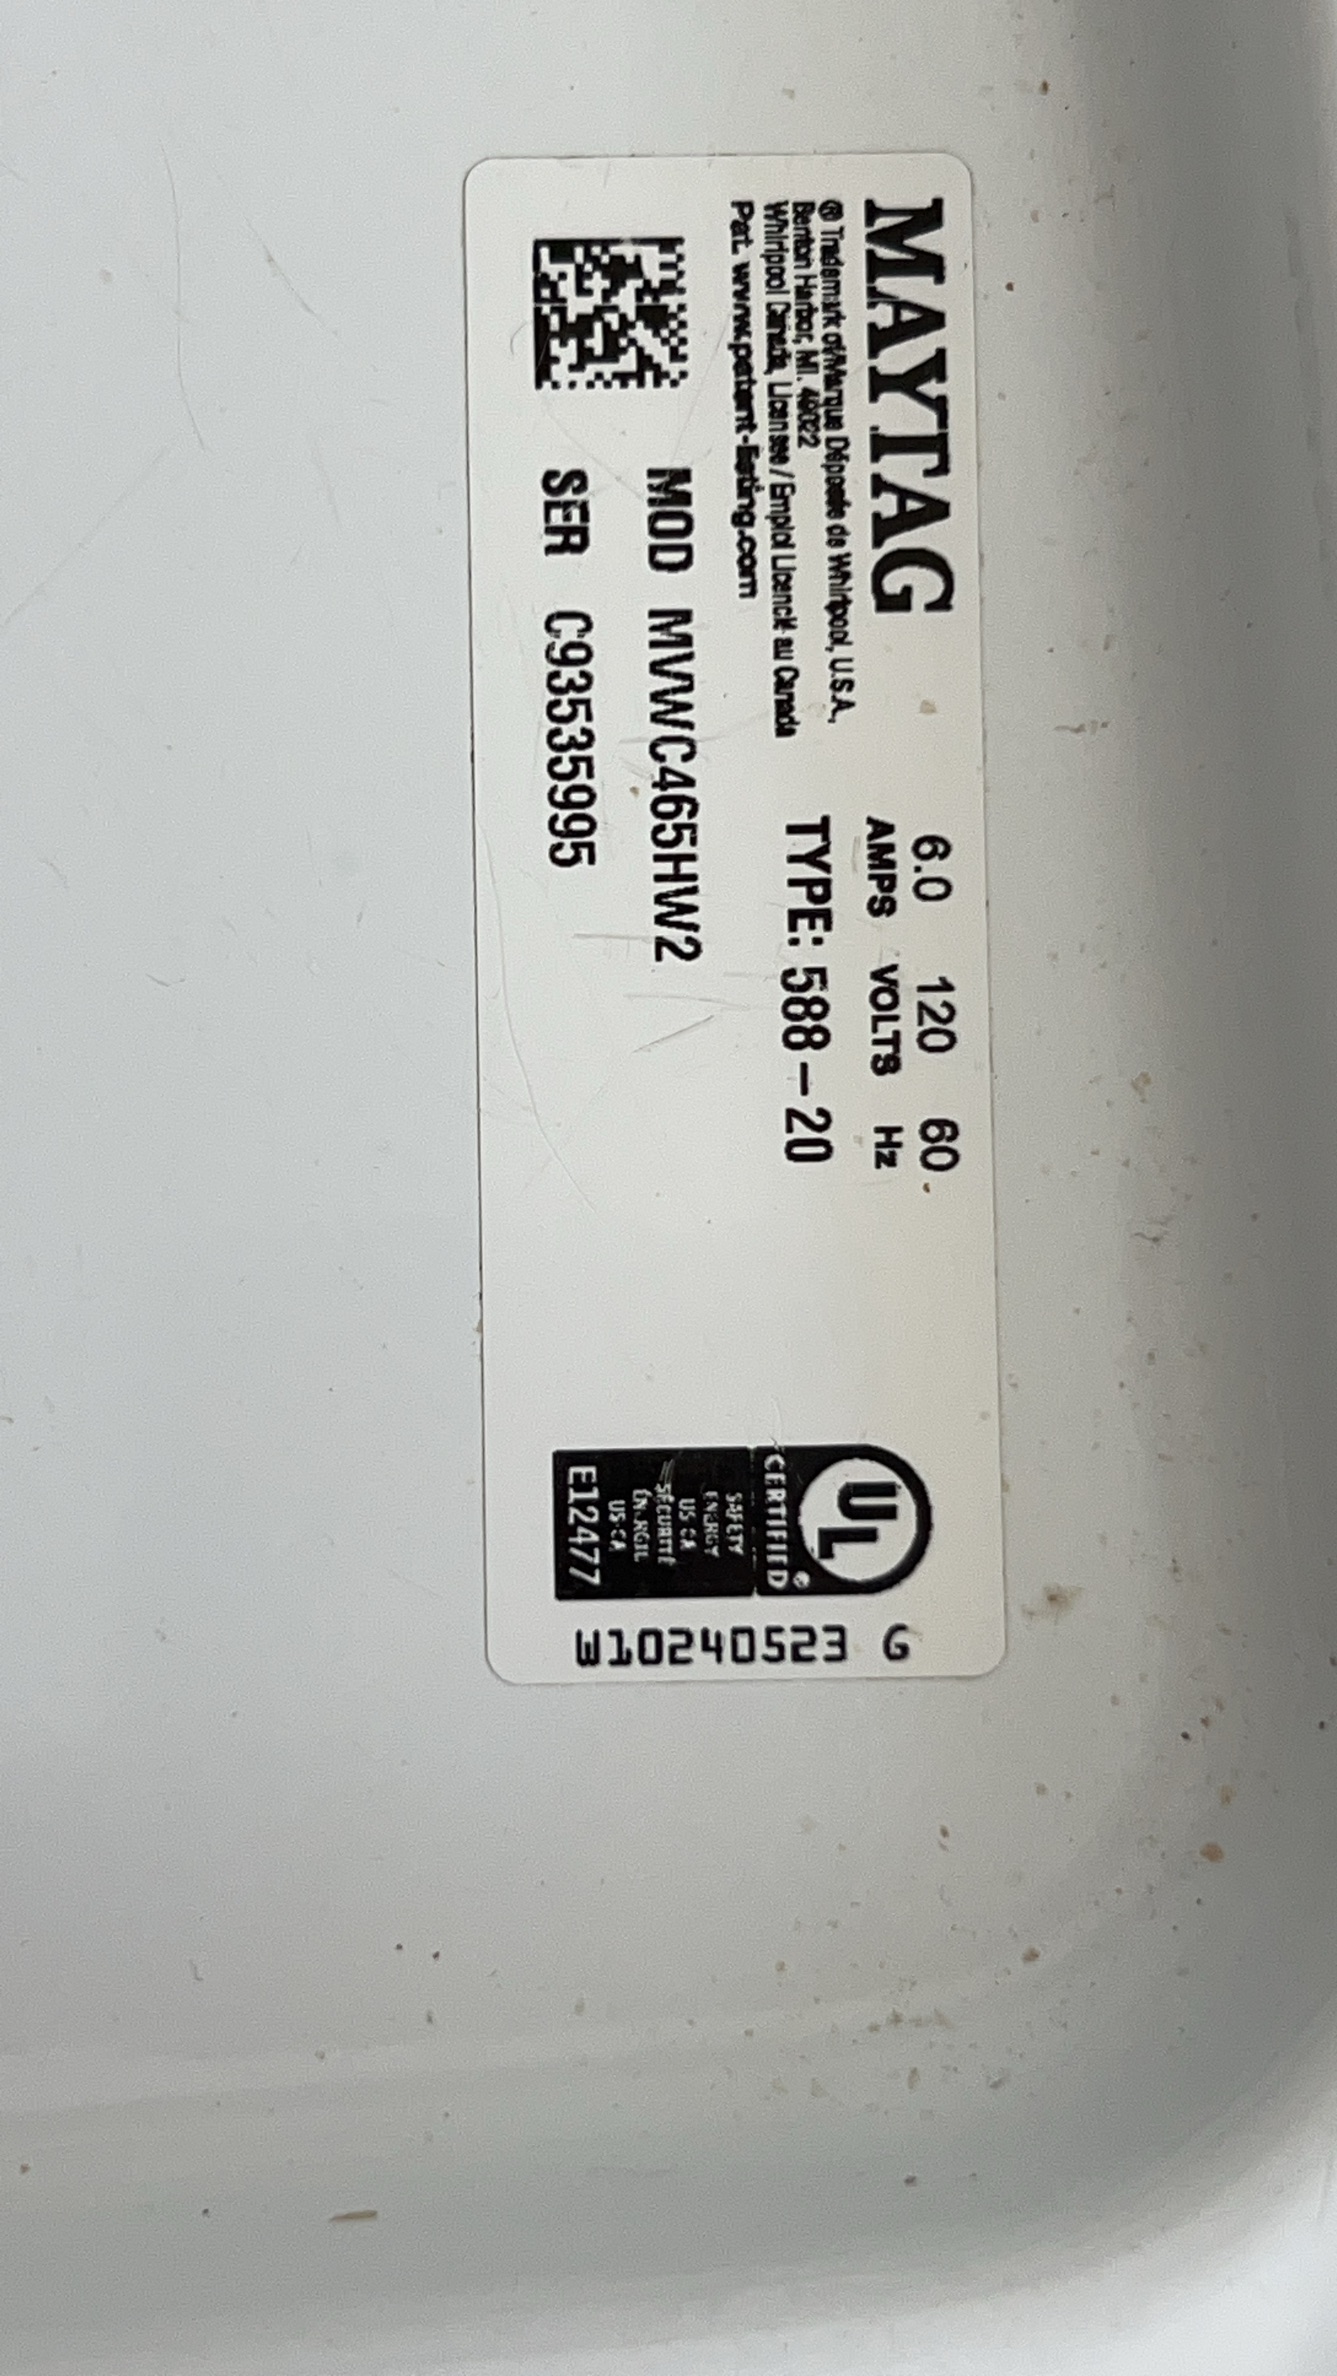 MAYTAG
® Trademark of/Marque Déposée de Whirlpool, U.S.A.,
Benton Harbor, MI. 49022
Whirlpool Canada, Licensee / Emploi Licencié au Canada
Pat. www.patent-listing.com
6.0 120 60
AMPS VOLTS Hz
TYPE: 588-20
MOD MVWC465HW2
SER C93535995
UL
CERTIFIED®
SAFETY
ENERGY
US-CA
SÉCURITÉ
ÉNERGIE
US-CA
E12477
W10240523 G